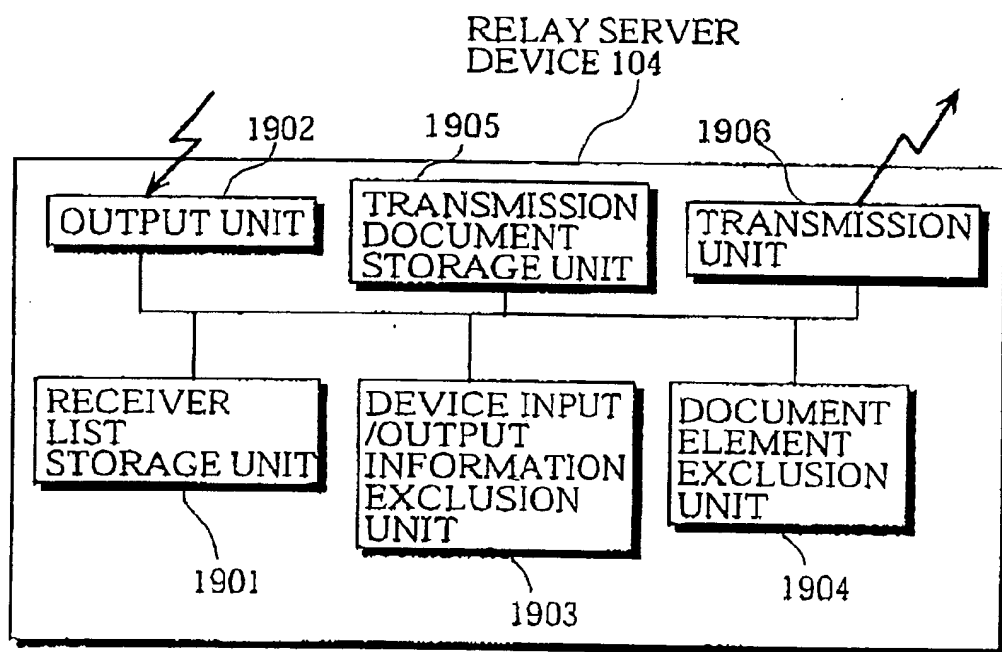 RELAY SERVER
DEVICE 104
1902
1905
1906
OUTPUT UNIT
TRANSMISSION
DOCUMENT
STORAGE UNIT
TRANSMISSION
UNIT
RECEIVER
LIST
STORAGE UNIT
DEVICE INPUT
/OUTPUT
INFORMATION
EXCLUSION
UNIT
DOCUMENT
ELEMENT
EXCLUSION
UNIT
1901
1903
1904